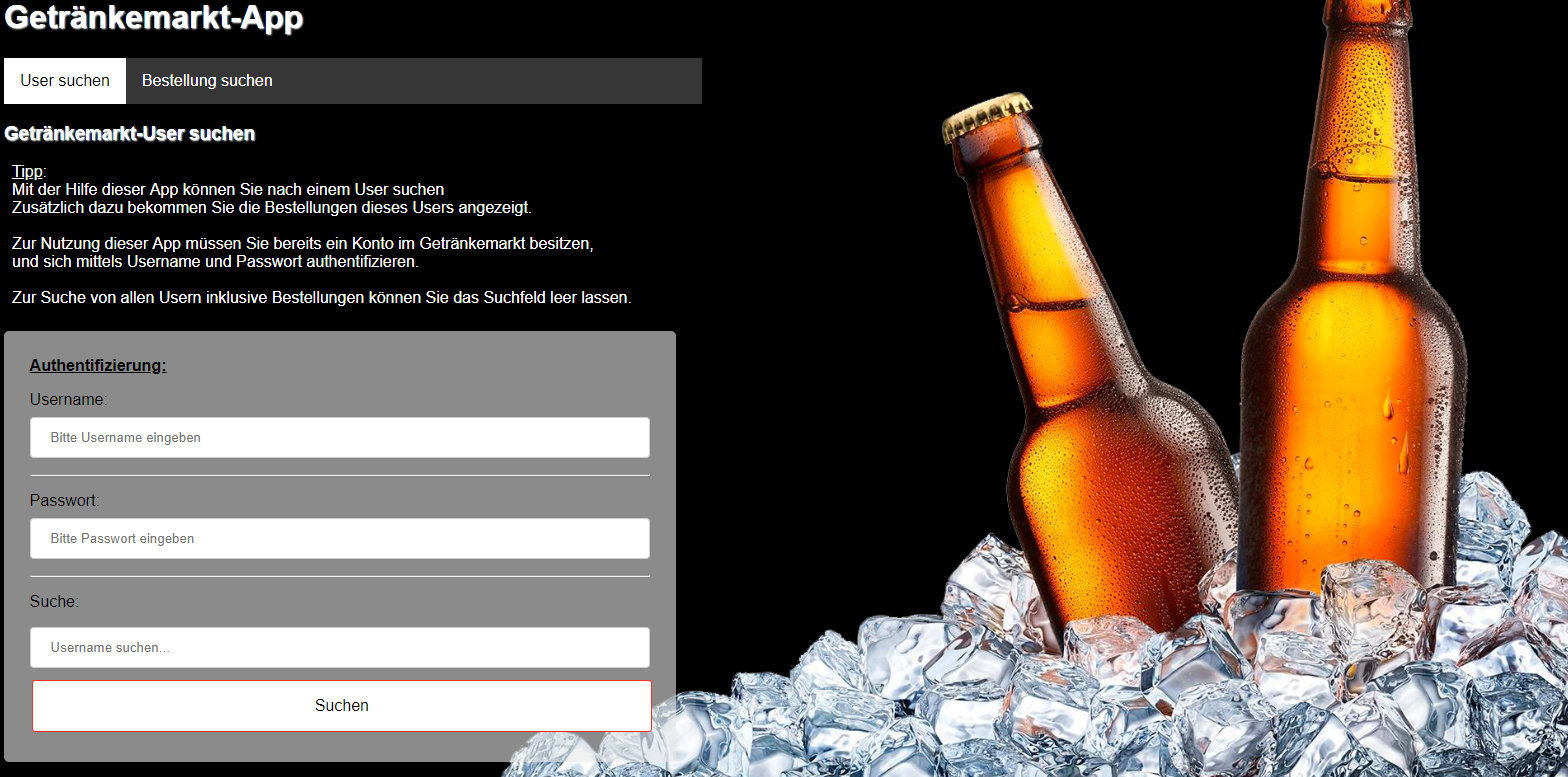 Getränkemarkt-App
User suchen Bestellung suchen
Getränkemarkt-User suchen
Tipp:
Mit der Hilfe dieser App können Sie nach einem User suchen
Zusätzlich dazu bekommen Sie die Bestellungen dieses Users angezeigt.
Zur Nutzung dieser App müssen Sie bereits ein Konto im Getränkemarkt besitzen,
und sich mittels Username und Passwort authentifizieren.
Zur Suche von allen Usern inklusive Bestellungen können Sie das Suchfeld leer lassen.
Authentifizierung:
Username:
Bitte Username eingeben
Passwort:
Bitte Passwort eingeben
Suche:
Username suchen...
Suchen